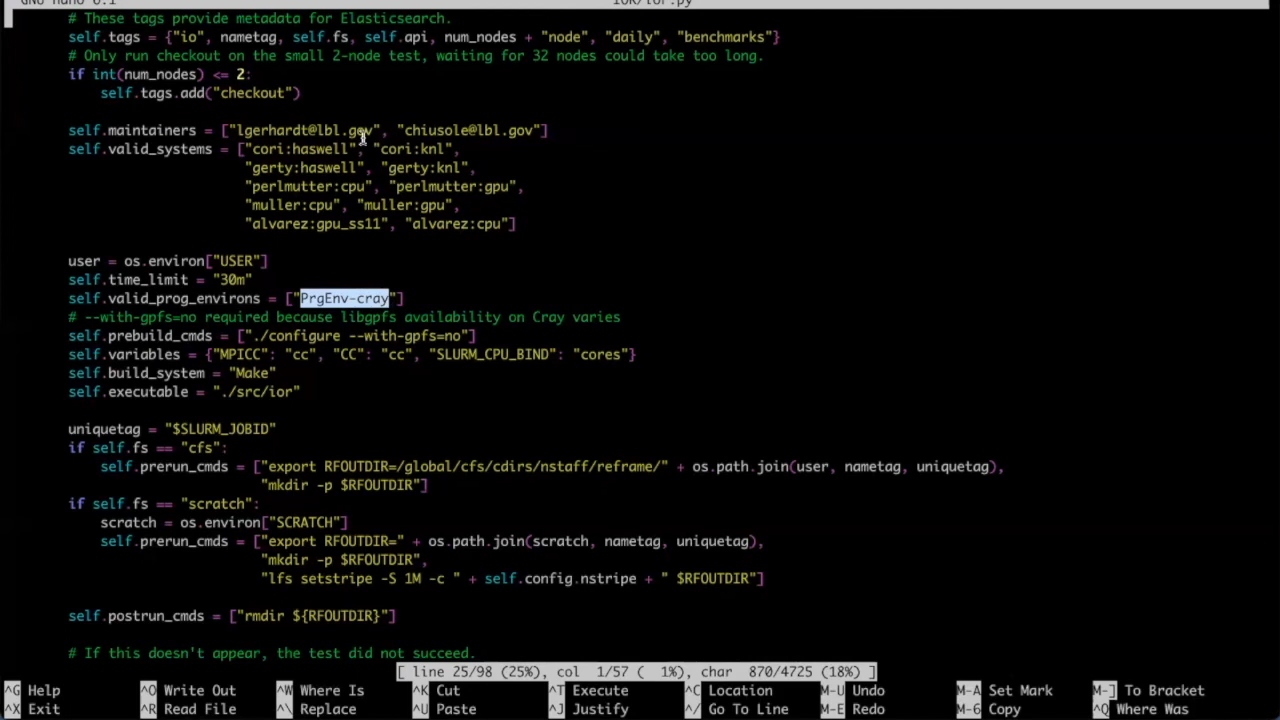 GNU nano 6.1 IOR/ior.py
# These tags provide metadata for Elasticsearch.
self.tags = {"io", nametag, self.fs, self.api, num_nodes + "node", "daily", "benchmarks"}
# Only run checkout on the small 2-node test, waiting for 32 nodes could take too long.
if int(num_nodes) <= 2:
self.tags.add("checkout")
self.maintainers = ["lgerhardt@lbl.gov", "chiusole@lbl.gov"]
self.valid_systems = ["cori:haswell", "cori:knl",
"gerty:haswell", "gerty:knl",
"perlmutter:cpu", "perlmutter:gpu",
"muller:cpu", "muller:gpu",
"alvarez:gpu_ss11", "alvarez:cpu"]
user = os.environ["USER"]
self.time_limit = "30m"
self.valid_prog_environs = ["PrgEnv-cray"]
# --with-gpfs=no required because libgpfs availability on Cray varies
self.prebuild_cmds = ["./configure --with-gpfs=no"]
self.variables = {"MPICC": "cc", "CC": "cc", "SLURM_CPU_BIND": "cores"}
self.build_system = "Make"
self.executable = "./src/ior"
uniquetag = "$SLURM_JOBID"
if self.fs == "cfs":
self.prerun_cmds = ["export RFOUTDIR=/global/cfs/cdirs/nstaff/reframe/" + os.path.join(user, nametag, uniquetag),
"mkdir -p $RFOUTDIR"]
if self.fs == "scratch":
scratch = os.environ["SCRATCH"]
self.prerun_cmds = ["export RFOUTDIR=" + os.path.join(scratch, nametag, uniquetag),
"mkdir -p $RFOUTDIR",
"lfs setstripe -S 1M -c " + self.config.nstripe + " $RFOUTDIR"]
self.postrun_cmds = ["rmdir ${RFOUTDIR}"]
# If this doesn't appear, the test did not succeed.
[ line 25/98 (25%), col 1/57 ( 1%), char 870/4725 (18%) ]
^G Help ^O Write Out ^W Where Is ^K Cut ^T Execute ^C Location M-U Undo M-A Set Mark M-] To Bracket
^X Exit ^R Read File ^\ Replace ^U Paste ^J Justify ^/ Go To Line M-E Redo M-6 Copy ^Q Where Was